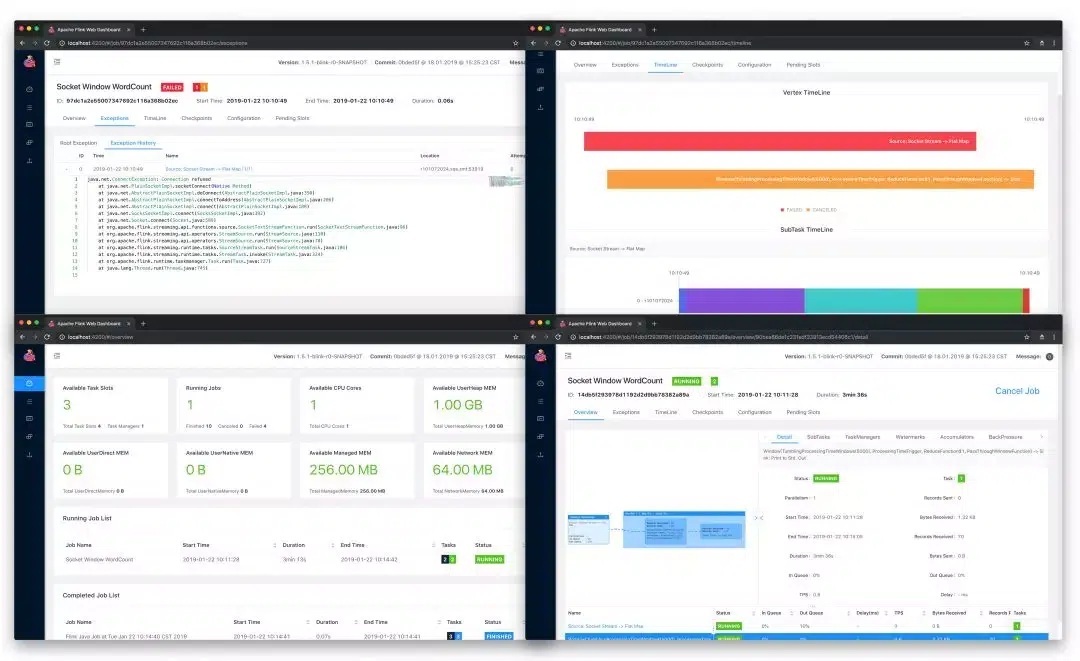 Apache Flink Web Dashboard
Version: 1.5.1-blink-r0-SNAPSHOT Commit: 0bded5f @ 18.01.2019 @ 15:25:23 CST Messa
Socket Window WordCount FAILED 1 1
Start Time: 2019-01-22 10:10:49 End Time: 2019-01-22 10:10:49 Duration: 0.06s
Overview Exceptions TimeLine Checkpoints Configuration Pending Slots
Root Exception Exception History
ID Time Name Location Attemp
0 2019-01-22 10:10:49 Source: Socket Stream -> Flat Map (1/1)
1 java.net.ConnectException: Connection refused
2 at java.net.PlainSocketImpl.socketConnect(Native Method)
3 at java.net.AbstractPlainSocketImpl.doConnect(AbstractPlainSocketImpl.java:350)
4 at java.net.AbstractPlainSocketImpl.connectToAddress(AbstractPlainSocketImpl.java:206)
5 at java.net.AbstractPlainSocketImpl.connect(AbstractPlainSocketImpl.java:188)
6 at java.net.SocksSocketImpl.connect(SocksSocketImpl.java:392)
7 at java.net.Socket.connect(Socket.java:589)
8 at org.apache.flink.streaming.api.functions.source.SocketTextStreamFunction.run(SocketTextStreamFunction.java:96)
9 at org.apache.flink.streaming.api.operators.StreamSource.run(StreamSource.java:110)
10 at org.apache.flink.streaming.api.operators.StreamSource.run(StreamSource.java:70)
11 at org.apache.flink.streaming.runtime.tasks.SourceStreamTask.run(SourceStreamTask.java:106)
12 at org.apache.flink.streaming.runtime.tasks.StreamTask.invoke(StreamTask.java:324)
13 at org.apache.flink.runtime.taskmanager.Task.run(Task.java:727)
14 at java.lang.Thread.run(Thread.java:745)
15
Apache Flink Web Dashboard
Overview Exceptions TimeLine Checkpoints Configuration Pending Slots
Vertex TimeLine
10:10:49 10:10:49
Source: Socket Stream -> Flat Map
FAILED CANCELED
SubTask TimeLine
Source: Socket Stream -> Flat Map
10:10:49 10:10:49
Apache Flink Web Dashboard
localhost:4200/#/overview
Version: 1.5.1-blink-r0-SNAPSHOT Commit: 0bded5f @ 18.01.2019 @ 15:25:23 CST Messag
Available Task Slots
3
Total Task Slots 4 Task Managers 1
Running Jobs
1
Finished 10 Canceled 0 Failed 4
Available CPU Cores
1
Total CPU Cores 1
Available UserHeap MEM
1.00 GB
Total UserHeapMemory 1.00 GB
Available UserDirect MEM
0 B
Total UserDirectMemory 0 B
Available UserNative MEM
0 B
Total UserNativeMemory 0 B
Available Managed MEM
256.00 MB
Total ManagedMemory 256.00 MB
Available Network MEM
64.00 MB
Total NetworkMemory 64.00 MB
Running Job List
Job Name Start Time Duration End Time Tasks Status
Socket Window WordCount 2019-01-22 10:11:28 3min 13s 2019-01-22 10:14:42 2 2 RUNNING
Completed Job List
Job Name Start Time Duration End Time Tasks Status
Flink Java Job at Tue Jan 22 10:14:40 CST 2019 2019-01-22 10:14:41 0.07s 2019-01-22 10:14:41 3 3 FINISHED
Apache Flink Web Dashboard
Version: 1.5.1-blink-r0-SNAPSHOT Commit: 0bded5f @ 18.01.2019 @ 15:25:23 CST Message: 0
Socket Window WordCount RUNNING 2
Cancel Job
ID: 14db5f293978d1192d2d9bb78382a89a Start Time: 2019-01-22 10:11:28 Duration: 3min 36s
Overview Exceptions TimeLine Checkpoints Configuration Pending Slots
Detail SubTasks TaskManagers Watermarks Accumulators BackPressure
Status: RUNNING Task: 1
Parallelism: 1 Records Sent: 0
Start Time: 2019-01-22 10:11:28 Bytes Received: 1.22 KB
End Time: 2019-01-22 10:15:05 Records Received: 70
Duration: 3min 36s Bytes Sent: 0 B
In Queue: 0% Out Queue: 0%
TPS: 0.8 Delay: - ms
Name Status In Queue Out Queue Delay(ms) TPS Bytes Received Records R Tasks
Source: Socket Stream -> Flat Map RUNNING 0% 10% - 0 0 B 0 1